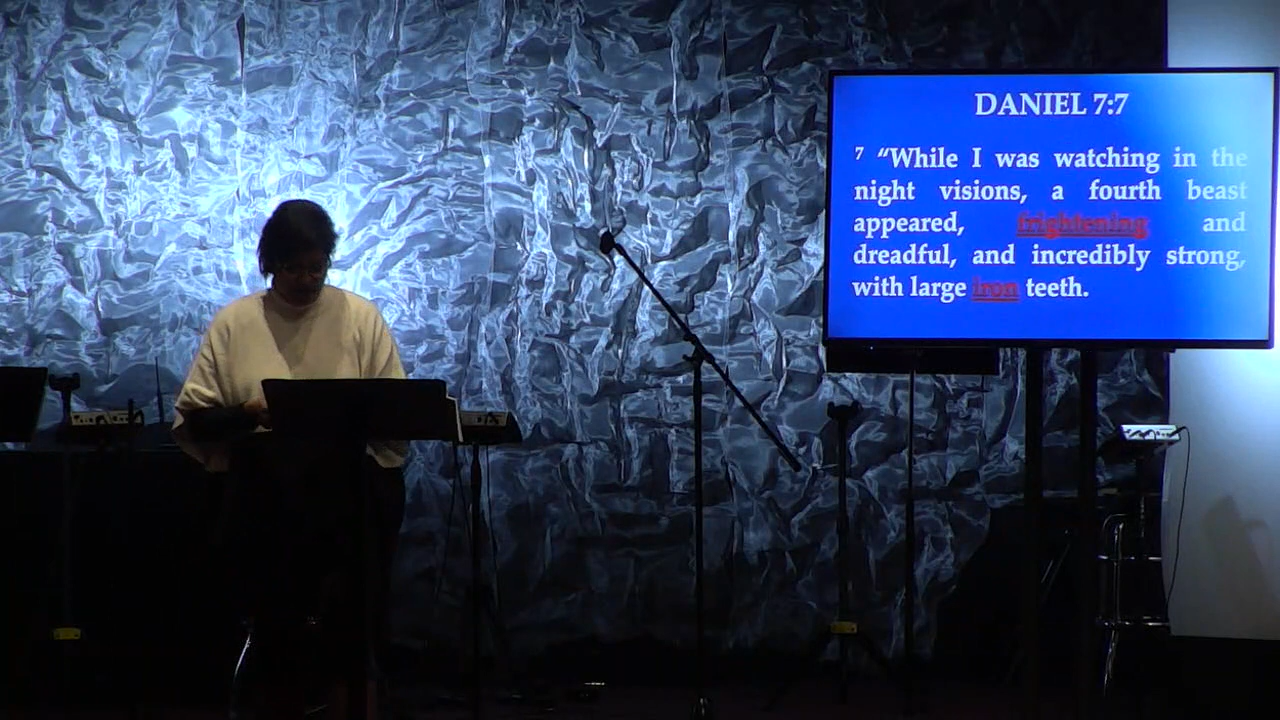 DANIEL 7:7
7 “While I was watching in the
night visions, a fourth beast
appeared, frightening and
dreadful, and incredibly strong,
with large iron teeth.